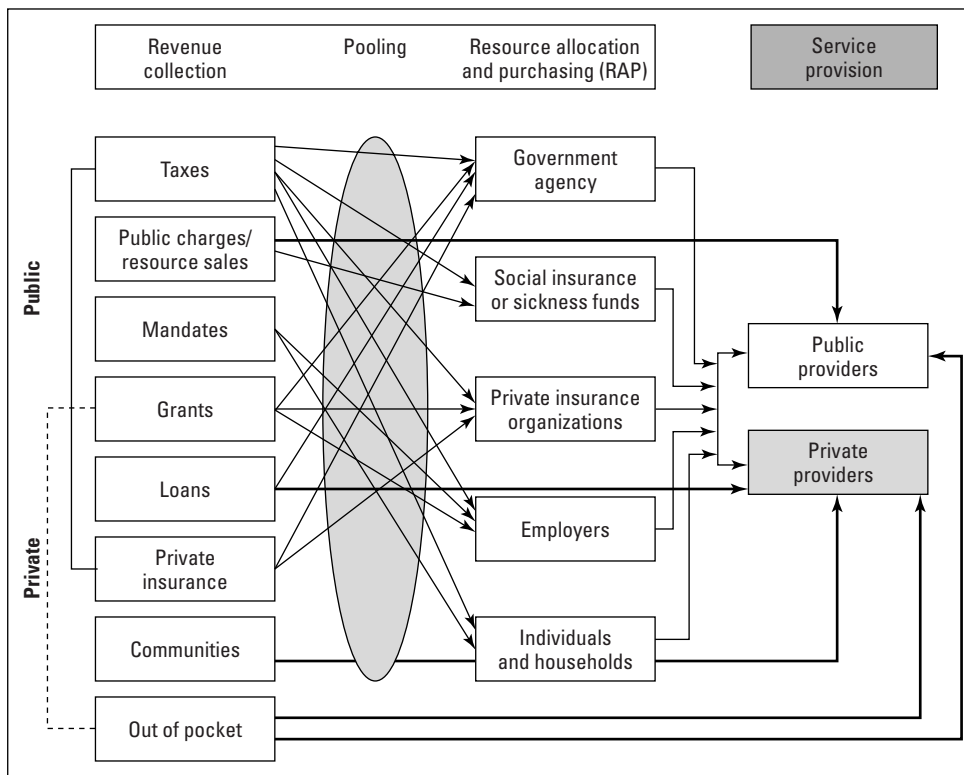 Revenue
collection
Pooling
Resource allocation
and purchasing (RAP)
Service
provision
Public
Private
Taxes
Public charges/
resource sales
Mandates
Grants
Loans
Private
insurance
Communities
Out of pocket
Government
agency
Social insurance
or sickness funds
Private insurance
organizations
Employers
Individuals
and households
Public
providers
Private
providers